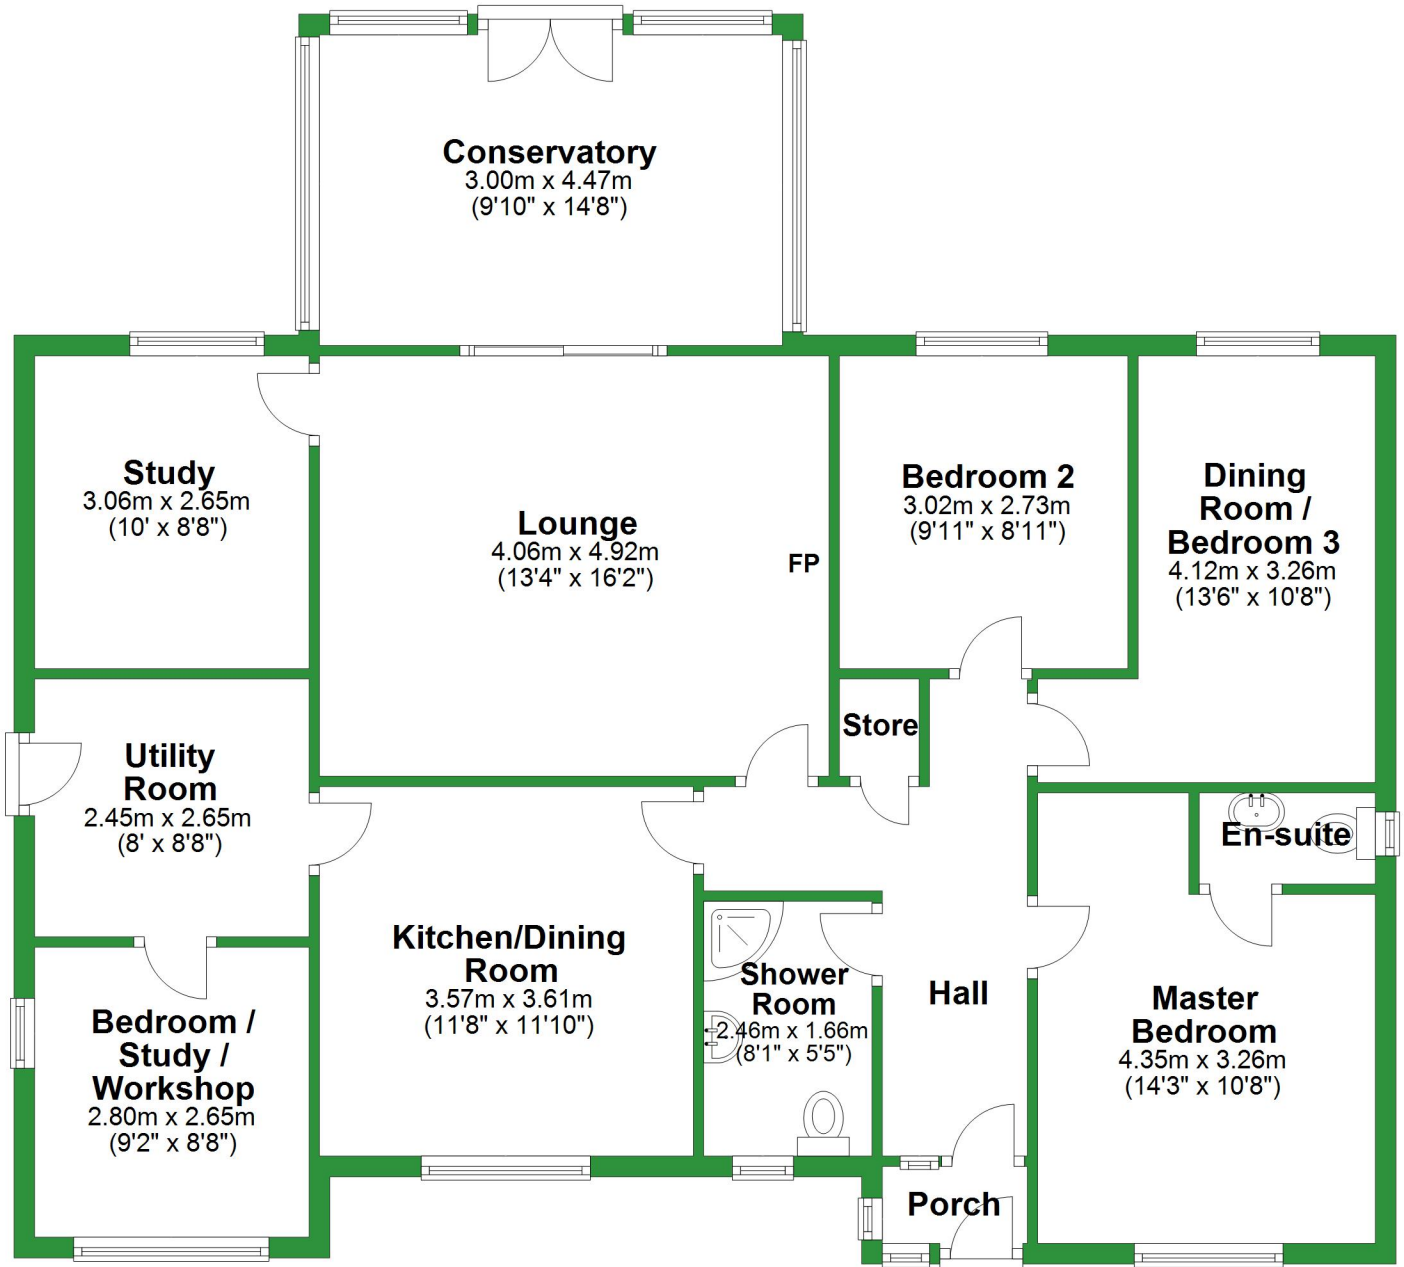 Conservatory
3.00m x 4.47m
(9'10" x 14'8")
Study
3.06m x 2.65m
(10' x 8'8")
Lounge
4.06m x 4.92m
(13'4" x 16'2")
FP
Bedroom 2
3.02m x 2.73m
(9'11" x 8'11")
Dining
Room /
Bedroom 3
4.12m x 3.26m
(13'6" x 10'8")
Store
Utility
Room
2.45m x 2.65m
(8' x 8'8")
En-suite
Kitchen/Dining
Room
3.57m x 3.61m
(11'8" x 11'10")
Shower
Room
2.46m x 1.66m
(8'1" x 5'5")
Hall
Master
Bedroom
4.35m x 3.26m
(14'3" x 10'8")
Bedroom /
Study /
Workshop
2.80m x 2.65m
(9'2" x 8'8")
Porch